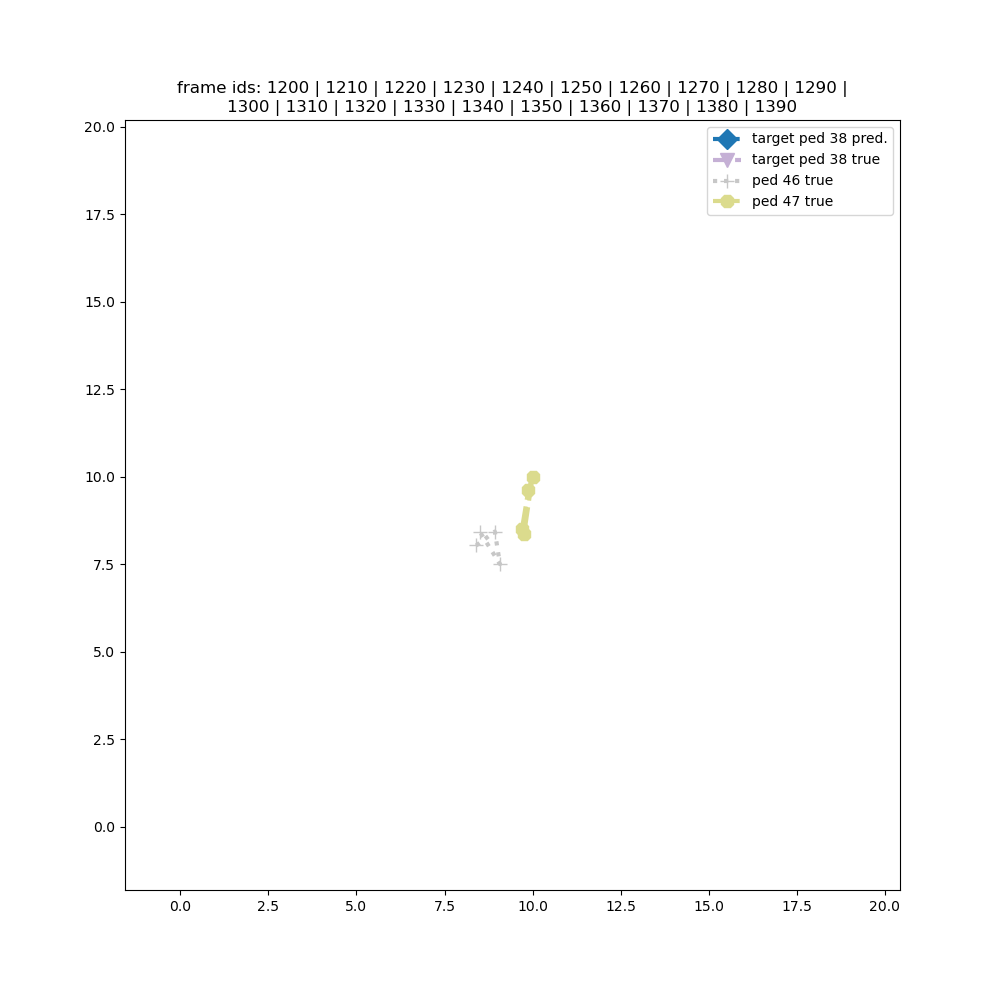 frame ids: 1200 | 1210 | 1220 | 1230 | 1240 | 1250 | 1260 | 1270 | 1280 | 1290 |
1300 | 1310 | 1320 | 1330 | 1340 | 1350 | 1360 | 1370 | 1380 | 1390
target ped 38 pred.
target ped 38 true
ped 46 true
ped 47 true
20.0
17.5
15.0
12.5
10.0
7.5
5.0
2.5
0.0
0.0 2.5 5.0 7.5 10.0 12.5 15.0 17.5 20.0